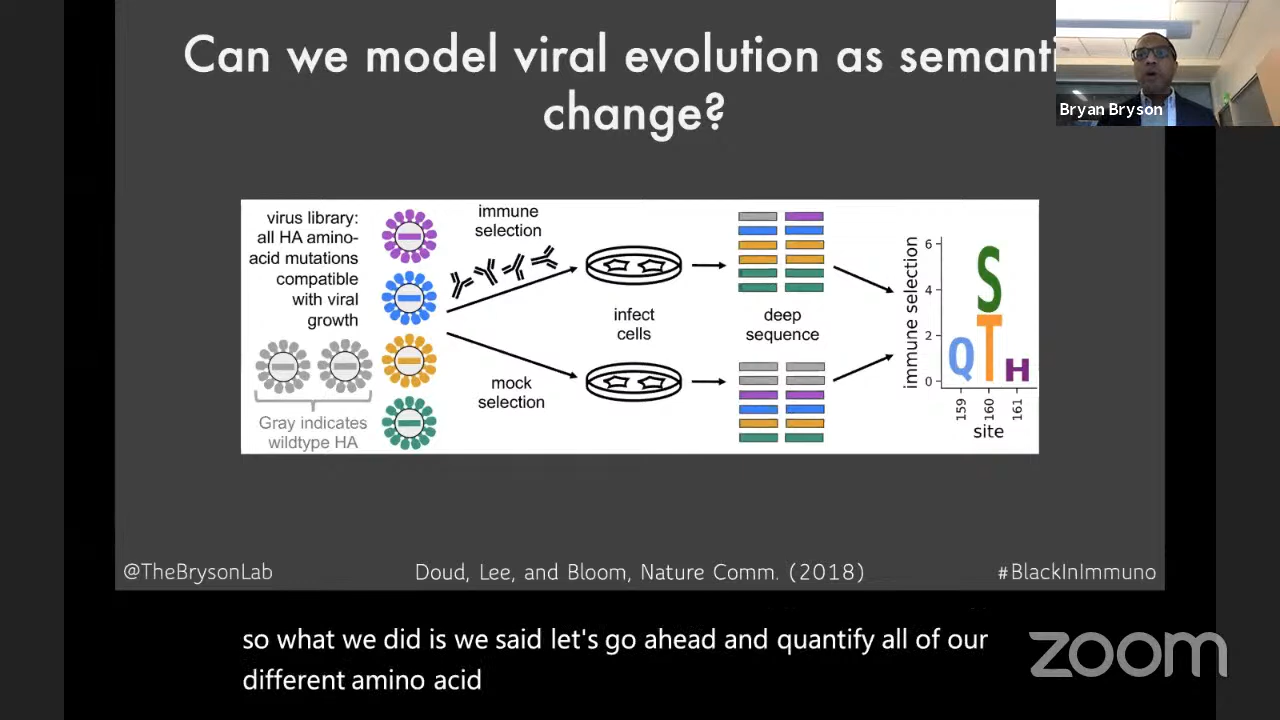 Can we model viral evolution as semanti
change?
Bryan Bryson
virus library:
all HA amino-
acid mutations
compatible
with viral
growth
Gray indicates
wildtype HA
immune
selection
mock
selection
infect
cells
deep
sequence
immune selection
6
4
2
0
S
Q T H
159 160 161
site
@TheBrysonLab
Doud, Lee, and Bloom, Nature Comm. (2018)
#BlackInImmuno
so what we did is we said let's go ahead and quantify all of our
different amino acid
zoom